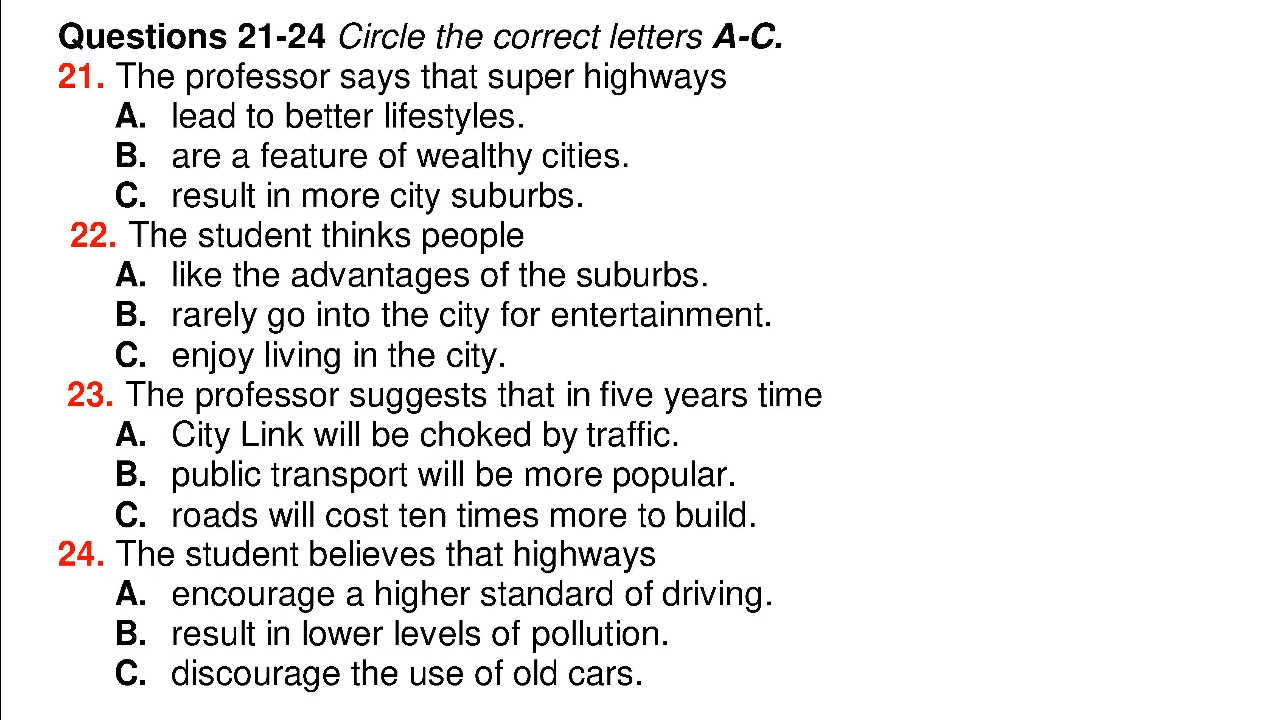 Questions 21-24 Circle the correct letters A-C.
21. The professor says that super highways
A. lead to better lifestyles.
B. are a feature of wealthy cities.
C. result in more city suburbs.
22. The student thinks people
A. like the advantages of the suburbs.
B. rarely go into the city for entertainment.
C. enjoy living in the city.
23. The professor suggests that in five years time
A. City Link will be choked by traffic.
B. public transport will be more popular.
C. roads will cost ten times more to build.
24. The student believes that highways
A. encourage a higher standard of driving.
B. result in lower levels of pollution.
C. discourage the use of old cars.